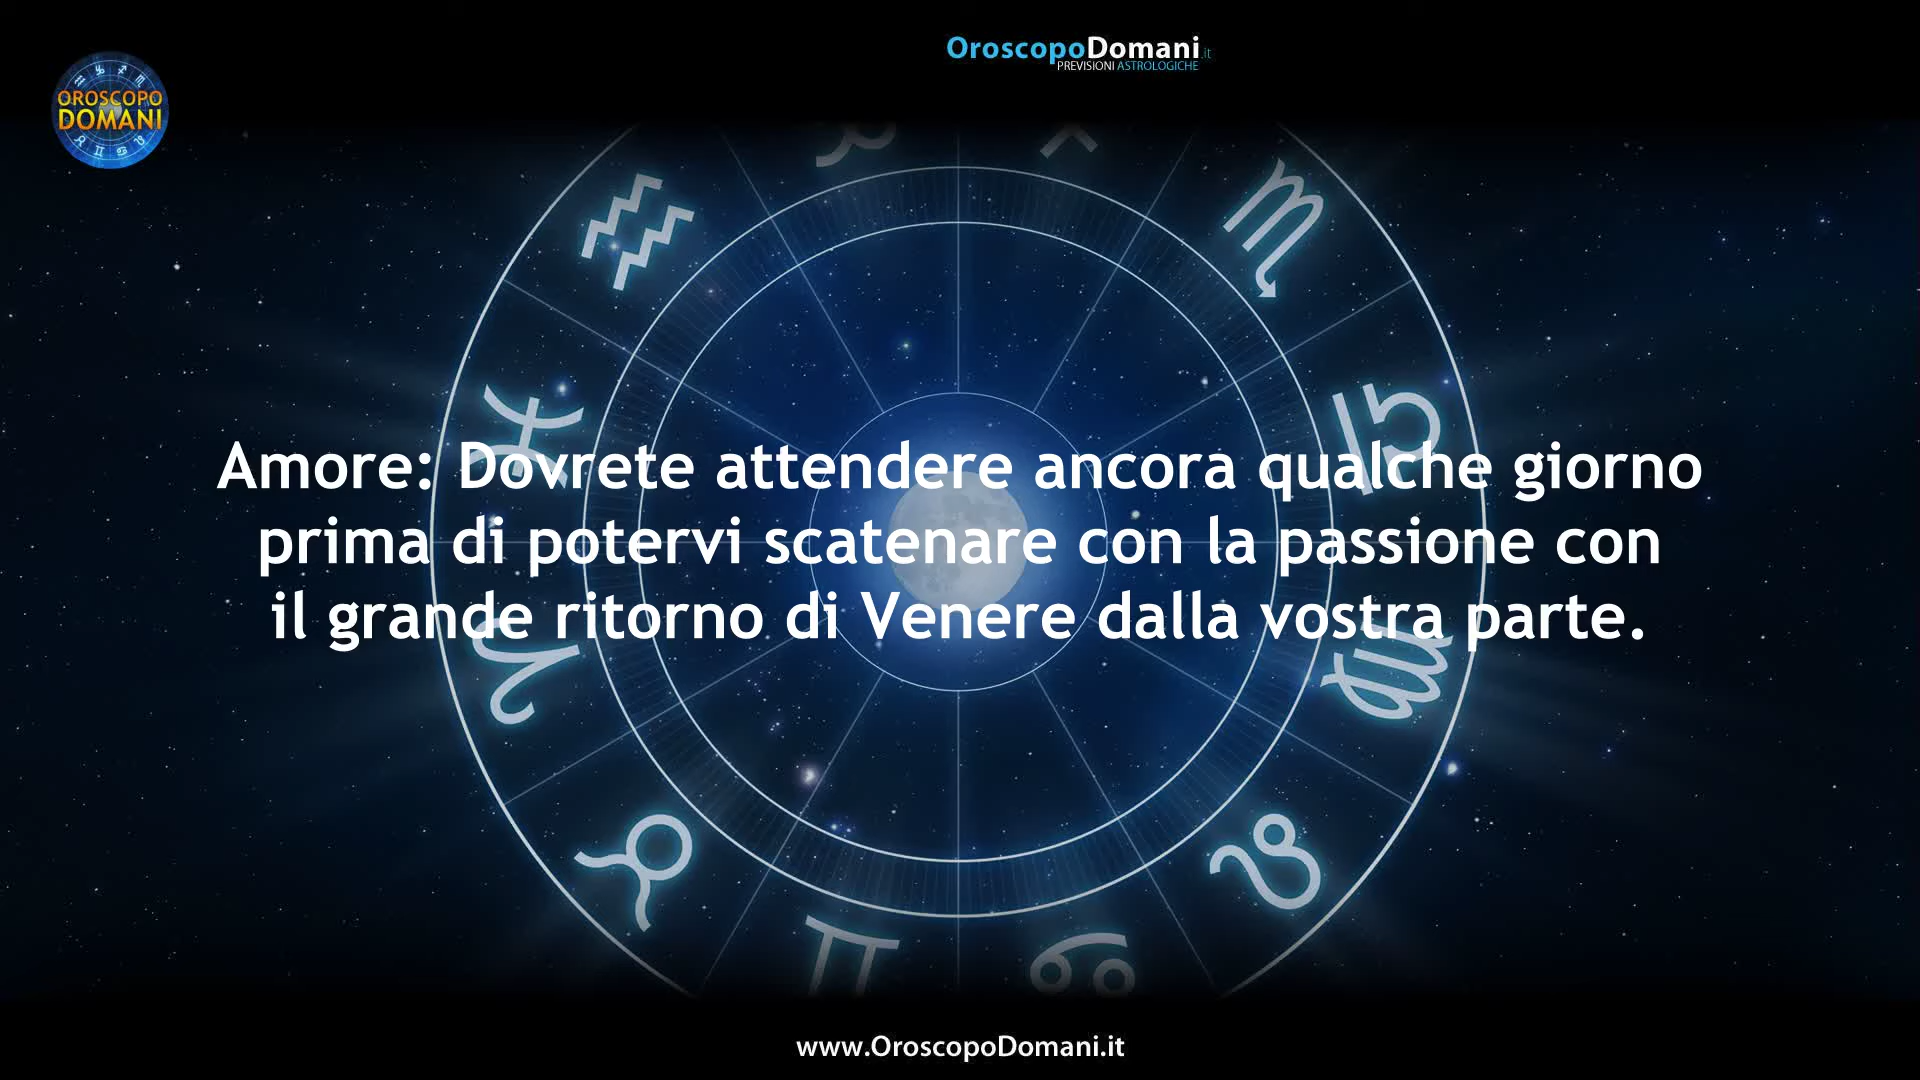 OroscopoDomani.it
PREVISIONI ASTROLOGICHE
OROSCOPO
DOMANI
Amore: Dovrete attendere ancora qualche giorno
prima di potervi scatenare con la passione con
il grande ritorno di Venere dalla vostra parte.
www.OroscopoDomani.it